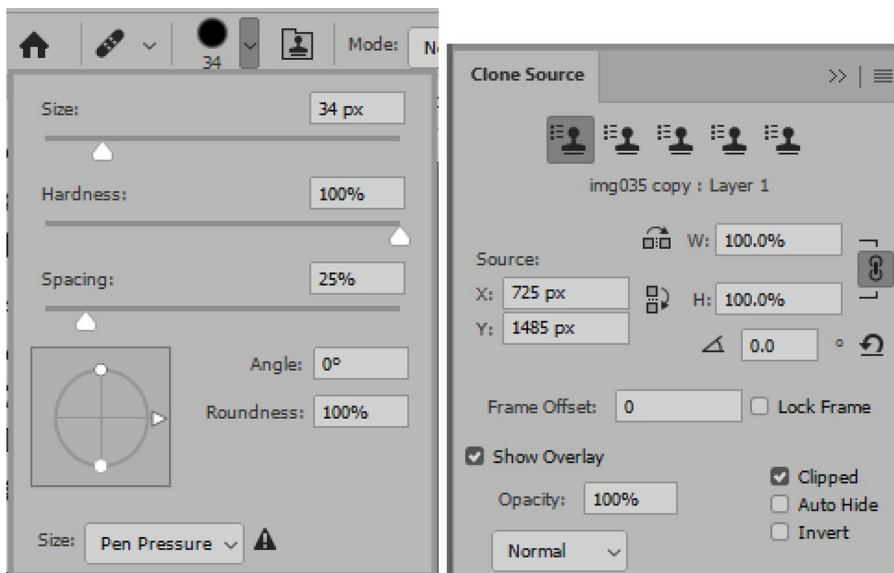 34
Mode:
Size:
34 px
Hardness:
100%
Spacing:
25%
Angle:
0º
Roundness:
100%
Size:
Pen Pressure
Clone Source
img035 copy : Layer 1
Source:
W:
100.0%
X:
725 px
H:
100.0%
Y:
1485 px
0.0
°
Frame Offset:
0
Lock Frame
Show Overlay
Clipped
Opacity:
100%
Auto Hide
Invert
Normal